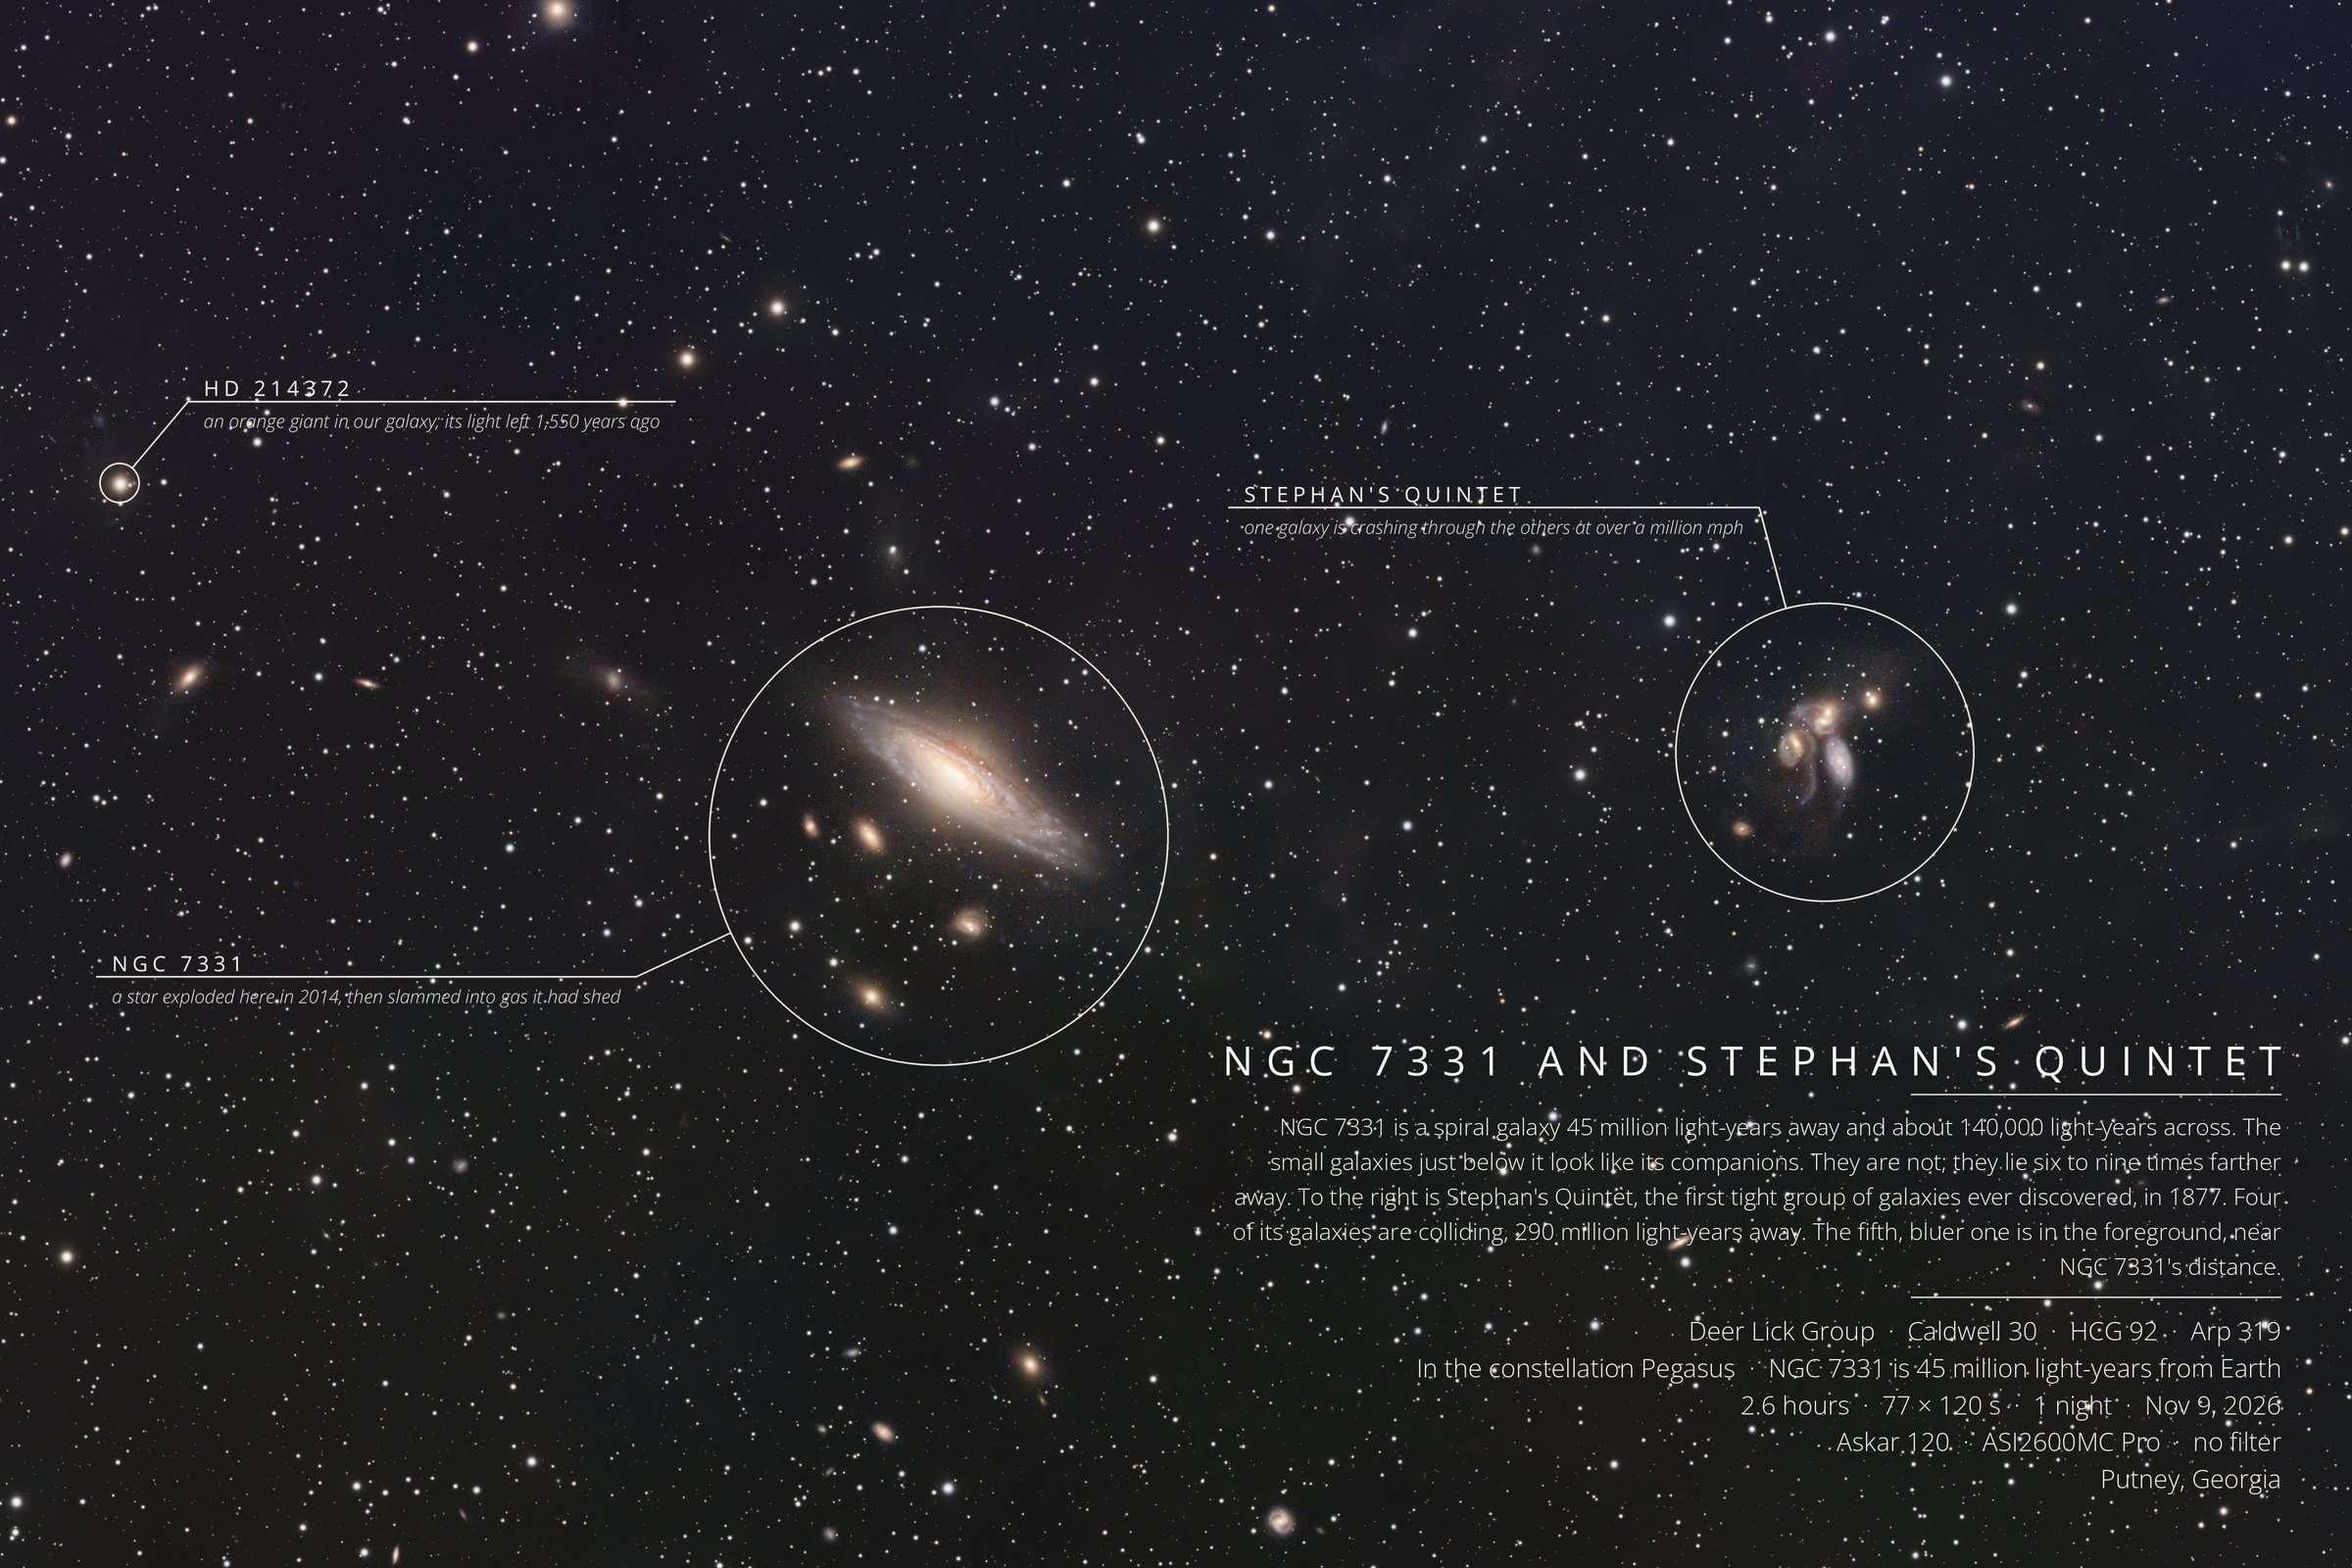 HD 214372
an orange giant in our galaxy; its light left 1,550 years ago
STEPHAN'S QUINTET
one galaxy is crashing through the others at over a million mph
NGC 7331
a star exploded here in 2014, then slammed into gas it had shed
NGC 7331 AND STEPHAN'S QUINTET
NGC 7331 is a spiral galaxy 45 million light-years away and about 140,000 light-years across. The
small galaxies just below it look like its companions. They are not; they lie six to nine times farther
away. To the right is Stephan's Quintet, the first tight group of galaxies ever discovered, in 1877. Four
of its galaxies are colliding, 290 million light-years away. The fifth, bluer one is in the foreground, near
NGC 7331's distance.
Deer Lick Group · Caldwell 30 · HCG 92 · Arp 319
In the constellation Pegasus · NGC 7331 is 45 million light-years from Earth
2.6 hours · 77 × 120 s · 1 night · Nov 9, 2026
Askar 120 · ASI2600MC Pro · no filter
Putney, Georgia